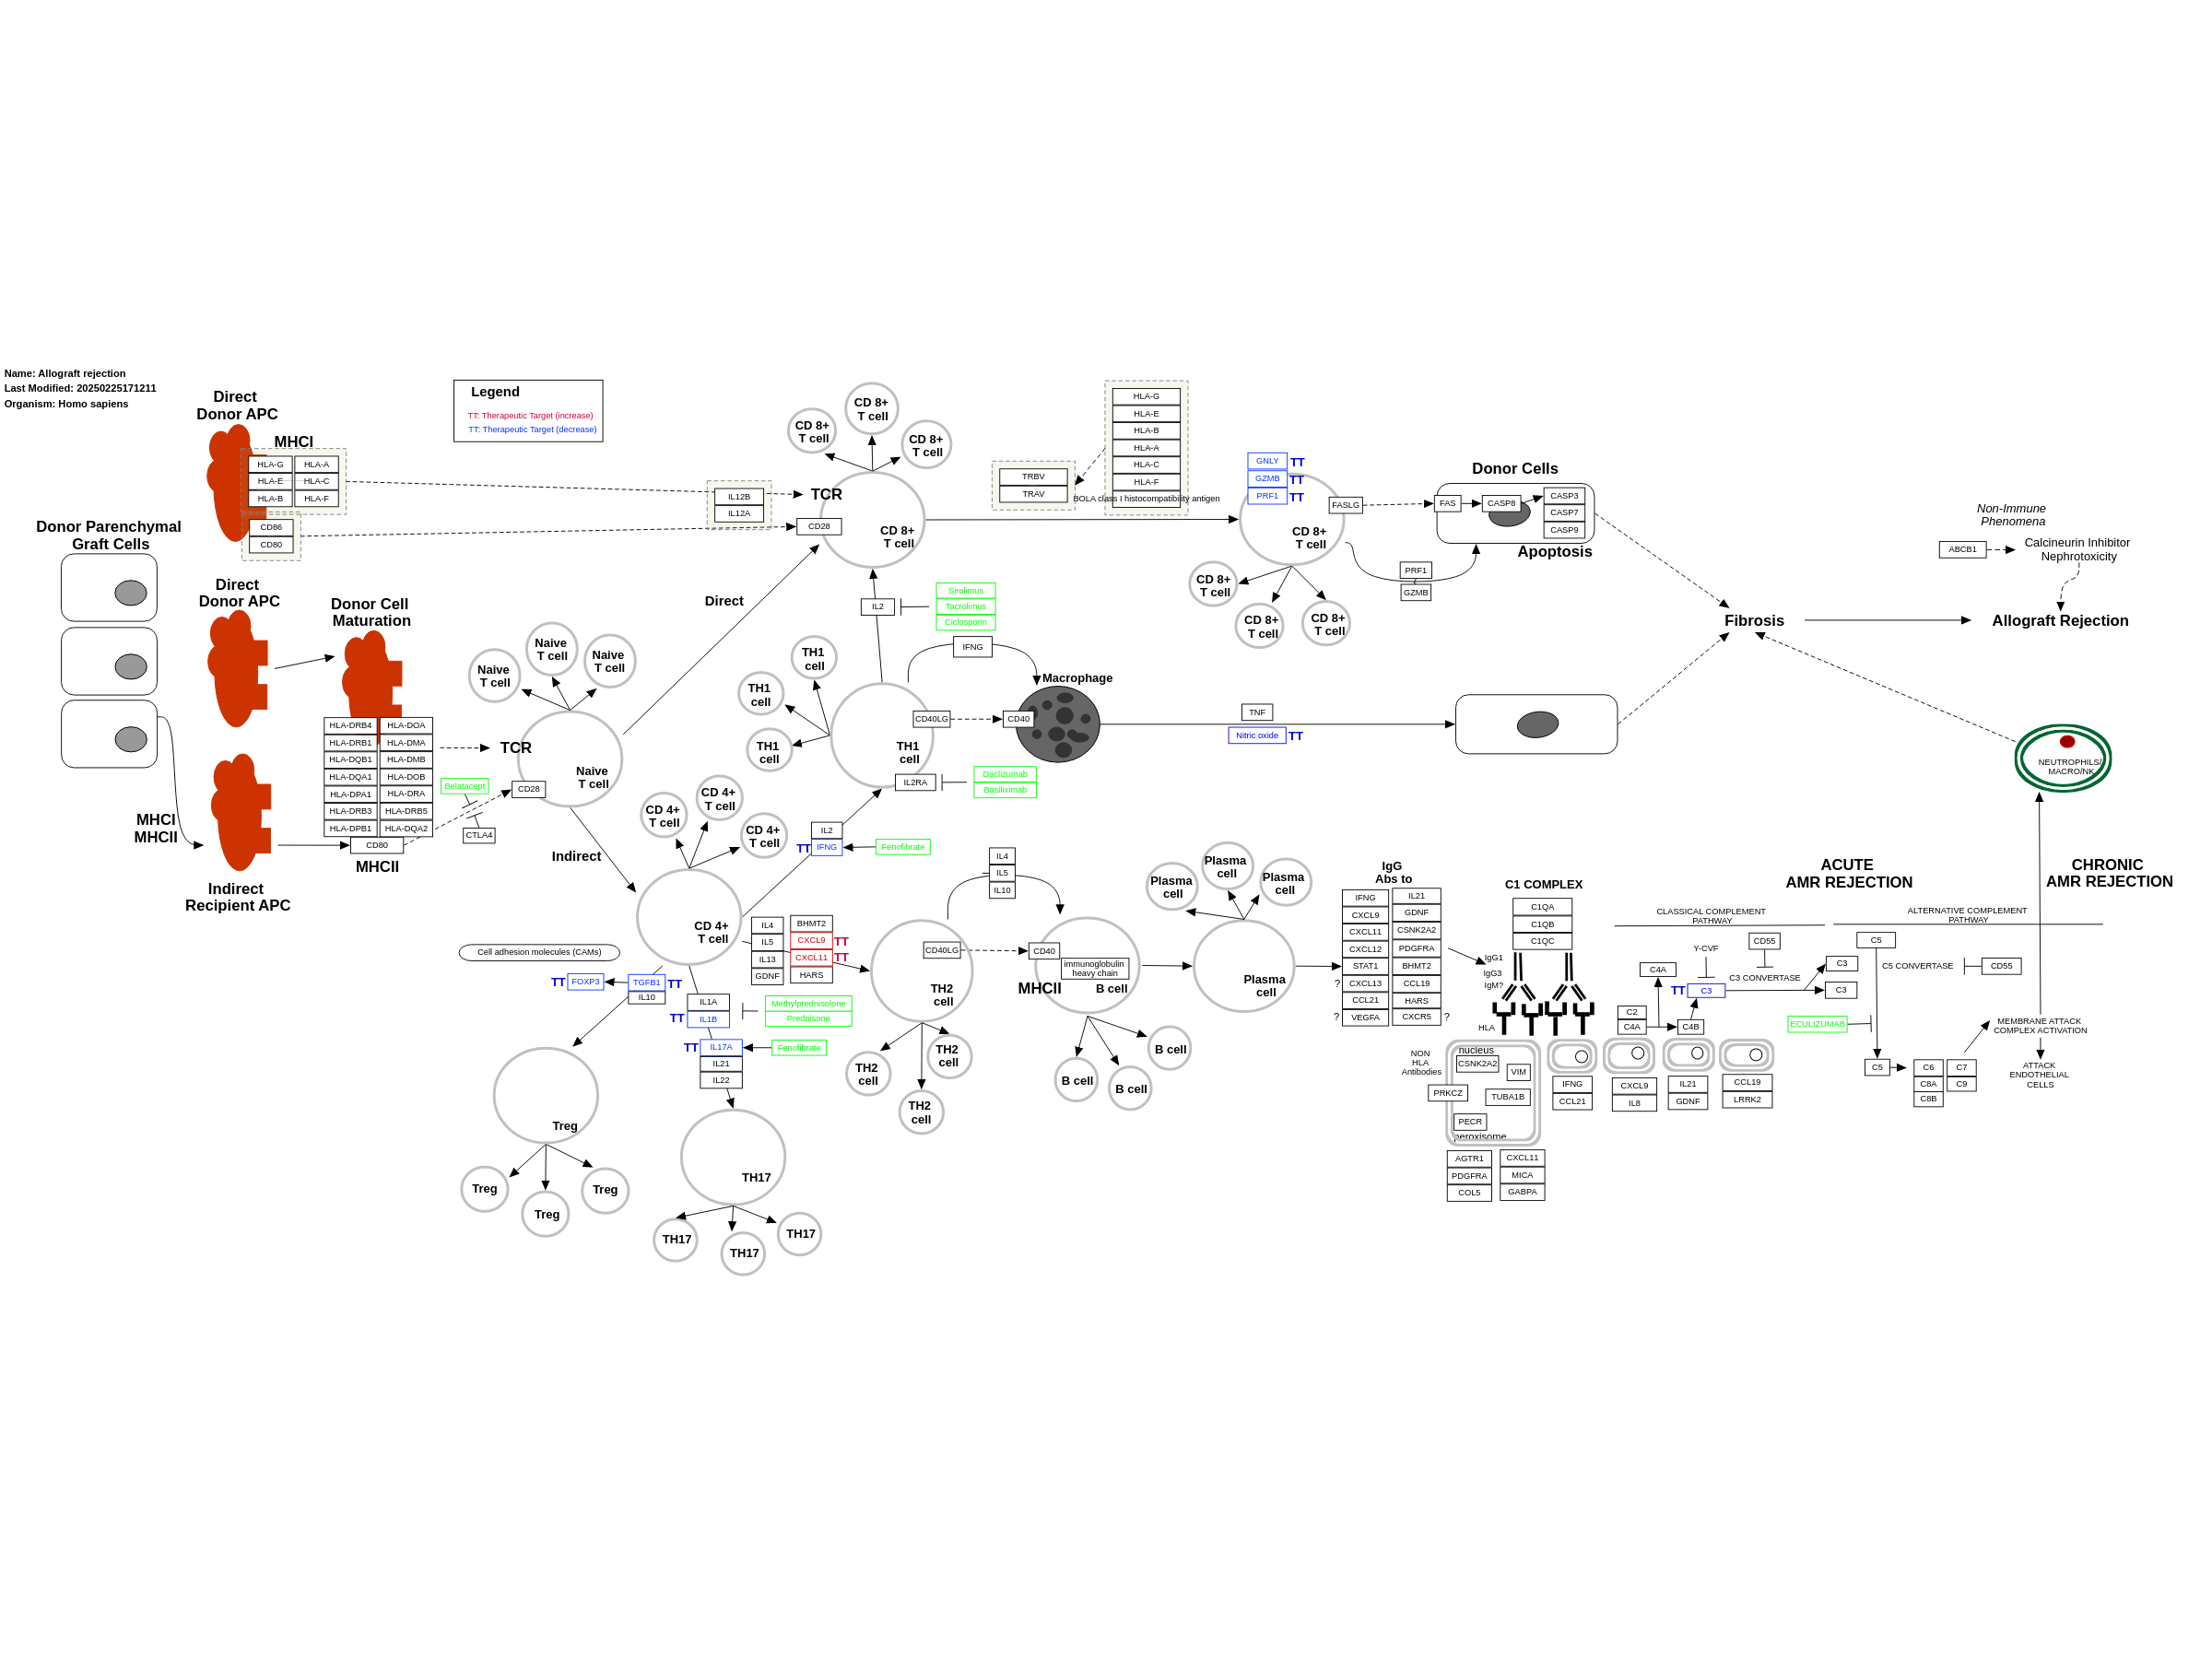 Name: Allograft rejection
Last Modified: 20250225171211
Organism: Homo sapiens
Legend
TT: Therapeutic Target (increase)
TT: Therapeutic Target (decrease)
Direct
Donor APC
MHCI
HLA-G
HLA-A
HLA-E
HLA-C
HLA-B
HLA-F
CD86
CD80
Donor Parenchymal
Graft Cells
Direct
Donor APC
Donor Cell
Maturation
HLA-DRB4
HLA-DOA
HLA-DRB1
HLA-DMA
HLA-DQB1
HLA-DMB
HLA-DQA1
HLA-DOB
HLA-DPA1
HLA-DRA
HLA-DRB3
HLA-DRB5
HLA-DPB1
HLA-DQA2
CD80
MHCII
MHCI
MHCII
Indirect
Recipient APC
Belatacept
CTLA4
TCR
CD28
Naive
T cell
Naive
T cell
Naive
T cell
Naive
T cell
Direct
Indirect
IL12B
IL12A
TCR
CD28
CD 8+
T cell
CD 8+
T cell
CD 8+
T cell
CD 8+
T cell
TRBV
TRAV
HLA-G
HLA-E
HLA-B
HLA-A
HLA-C
HLA-F
BOLA class I histocompatibility antigen
GNLY
TT
GZMB
TT
PRF1
TT
FASLG
CD 8+
T cell
CD 8+
T cell
CD 8+
T cell
CD 8+
T cell
PRF1
GZMB
Donor Cells
FAS
CASP8
CASP3
CASP7
CASP9
Apoptosis
Non-Immune
Phenomena
ABCB1
Calcineurin Inhibitor
Nephrotoxicity
Fibrosis
Allograft Rejection
IL2
Sirolimus
Tacrolimus
Ciclosporin
IFNG
Macrophage
TH1
cell
TH1
cell
TH1
cell
TH1
cell
CD40LG
CD40
IL2RA
Daclizumab
Basiliximab
TNF
Nitric oxide
TT
NEUTROPHILS/
MACRO/NK
CD 4+
T cell
CD 4+
T cell
CD 4+
T cell
CD 4+
T cell
IL2
TT
IFNG
Fenofibrate
Cell adhesion molecules (CAMs)
IL4
IL5
IL13
GDNF
BHMT2
CXCL9
TT
CXCL11
TT
HARS
TT
FOXP3
TGFB1
TT
IL10
IL1A
TT
IL1B
Methylprednisolone
Prednisone
TT
IL17A
Fenofibrate
IL21
IL22
Treg
Treg
Treg
Treg
TH17
TH17
TH17
TH17
IL4
IL5
IL10
CD40LG
TH2
cell
TH2
cell
TH2
cell
TH2
cell
CD40
immunoglobulin
heavy chain
MHCII
B cell
B cell
B cell
B cell
Plasma
cell
Plasma
cell
Plasma
cell
Plasma
cell
IgG
Abs to
IFNG
IL21
CXCL9
GDNF
CXCL11
CSNK2A2
CXCL12
PDGFRA
STAT1
BHMT2
?
CXCL13
CCL19
CCL21
HARS
?
VEGFA
CXCR5
?
C1 COMPLEX
C1QA
C1QB
C1QC
IgG1
IgG3
IgM?
HLA
NON
HLA
Antibodies
nucleus
CSNK2A2
VIM
PRKCZ
TUBA1B
PECR
peroxisome
AGTR1
CXCL11
PDGFRA
MICA
COL5
GABPA
IFNG
CCL21
CXCL9
IL8
IL21
GDNF
CCL19
LRRK2
ACUTE
AMR REJECTION
CHRONIC
AMR REJECTION
CLASSICAL COMPLEMENT
PATHWAY
ALTERNATIVE COMPLEMENT
PATHWAY
Y-CVF
CD55
C4A
C3 CONVERTASE
TT
C3
C2
C4A
C4B
C3
C3
C5
C5 CONVERTASE
CD55
ECULIZUMAB
C5
C6
C7
C8A
C9
C8B
MEMBRANE ATTACK
COMPLEX ACTIVATION
ATTACK
ENDOTHELIAL
CELLS